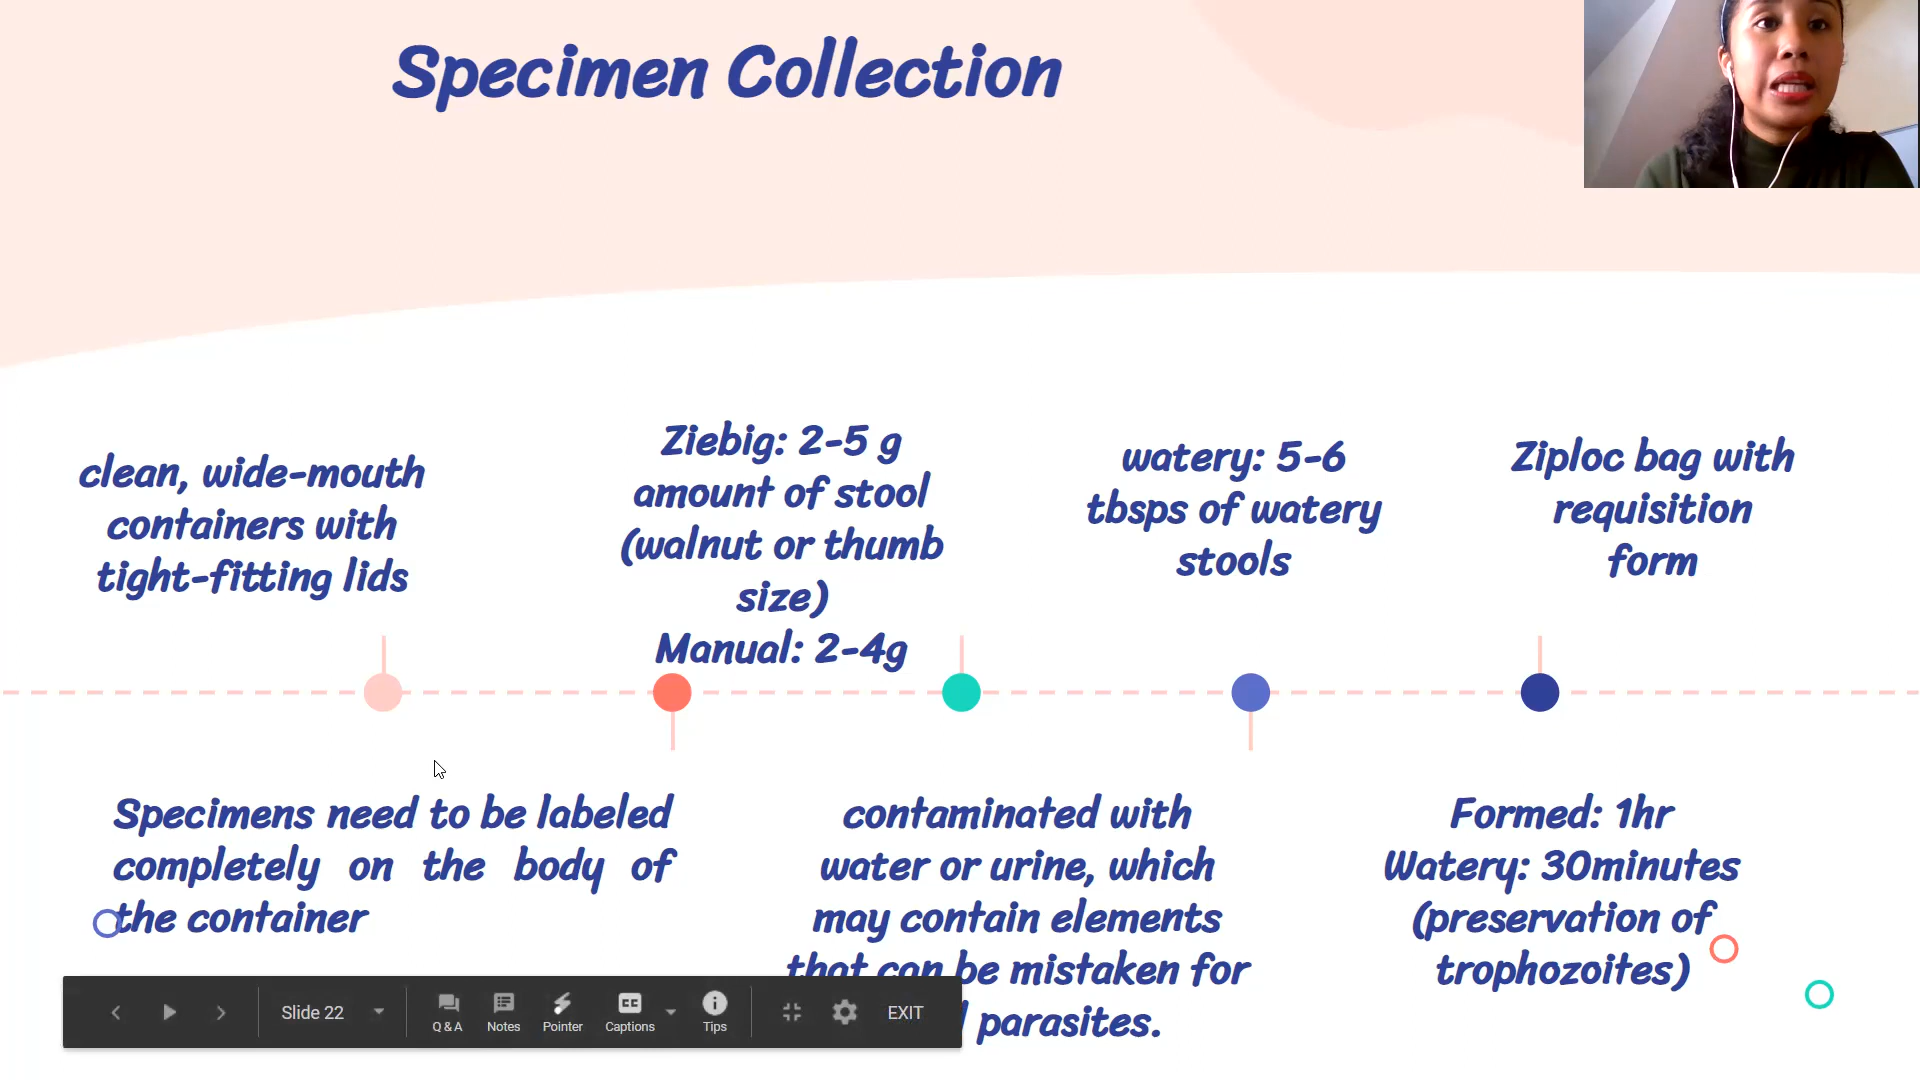 Specimen Collection
clean, wide-mouth
containers with
tight-fitting lids
Ziebig: 2-5 g
amount of stool
(walnut or thumb
size)
Manual: 2-4g
watery: 5-6
tbsps of watery
stools
Ziploc bag with
requisition
form
Specimens need to be labeled
completely on the body of
the container
contaminated with
water or urine, which
may contain elements
that can be mistaken for
parasites.
Formed: 1hr
Watery: 30minutes
(preservation of
trophozoites)
Slide 22
Q & A
Notes
Pointer
CC
Captions
Tips
EXIT